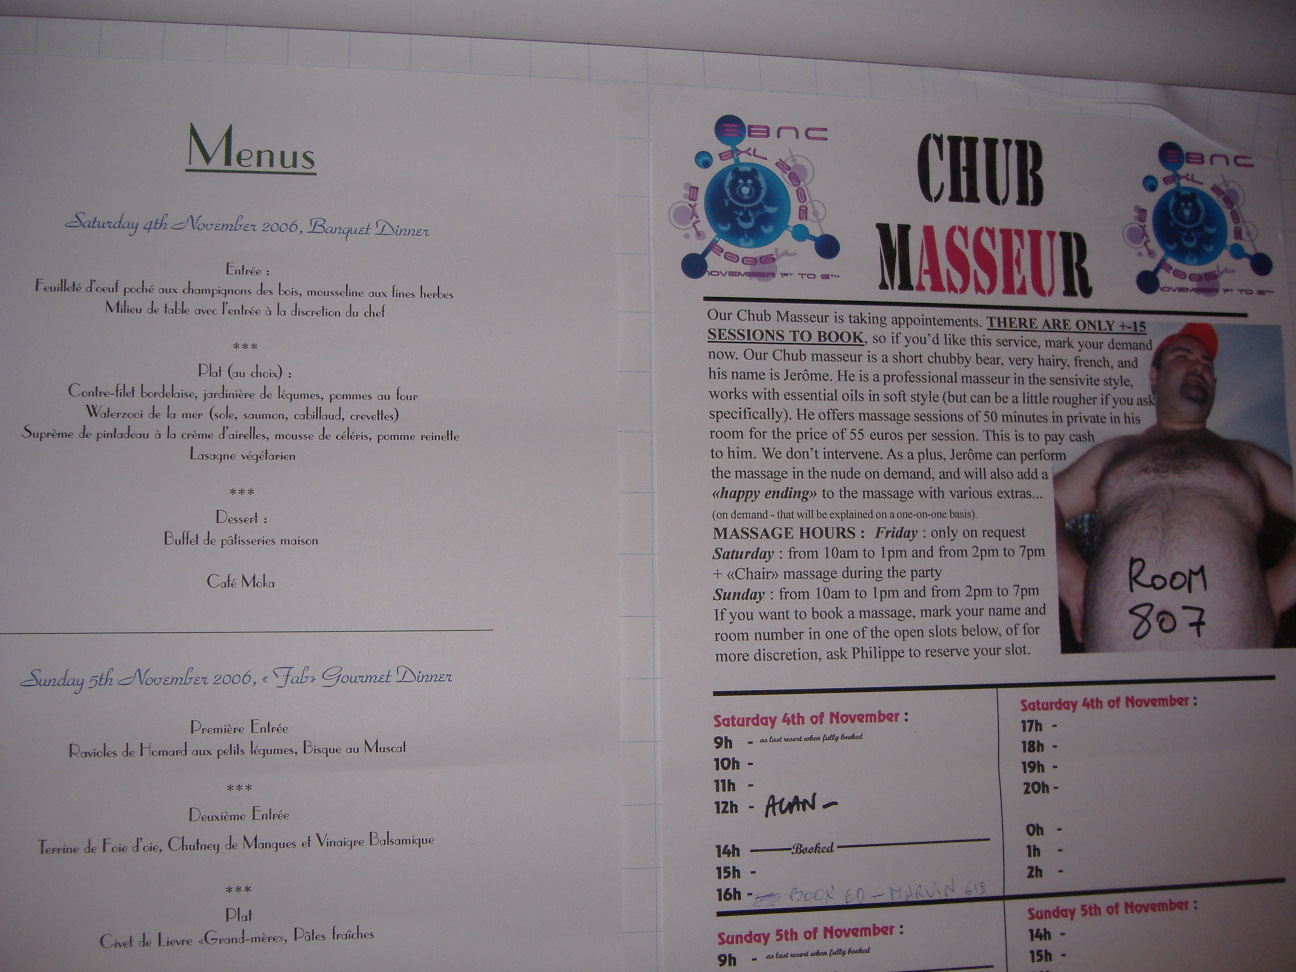 Menus
Saturday 4th November 2006, Banquet Dinner
Entrée :
Feuilleté d'oeuf poché aux champignons des bois, mousseline aux fines herbes
Milieu de table avec l'entrée à la discretion du chef
***
Plat (au choix) :
Contre-filet bordelaise, jardinière de légumes, pommes au four
Waterzooi de la mer (sole, saumon, cabillaud, crevettes)
Suprème de pintadeau à la crème d'airelles, mousse de céléris, pomme reinette
Lasagne végétarien
***
Dessert :
Buffet de pâtisseries maison
Café Moka
Sunday 5th November 2006, « Fab» Gourmet Dinner
Première Entrée
Ravioles de Homard aux petits légumes, Bisque au Muscat
***
Deuxième Entrée
Terrine de Foie d'oie, Chutney de Mangues et Vinaigre Balsamique
***
Plat
Civet de Lievre «Grand-mère», Pâtes fraîches
EBNC
BXL 2006
NOVEMBER 1ST TO 6TH
CHUB
MASSEUR
EBNC
BXL 2006
NOVEMBER 1ST TO 6TH
Our Chub Masseur is taking appointements. THERE ARE ONLY +-15
SESSIONS TO BOOK, so if you'd like this service, mark your demand
now. Our Chub masseur is a short chubby bear, very hairy, french, and
his name is Jerôme. He is a professional masseur in the sensivite style,
works with essential oils in soft style (but can be a little rougher if you ask
specifically). He offers massage sessions of 50 minutes in private in his
room for the price of 55 euros per session. This is to pay cash
to him. We don't intervene. As a plus, Jerôme can perform
the massage in the nude on demand, and will also add a
«happy ending» to the massage with various extras...
(on demand - that will be explained on a one-on-one basis).
MASSAGE HOURS : Friday : only on request
Saturday : from 10am to 1pm and from 2pm to 7pm
+ «Chair» massage during the party
Sunday : from 10am to 1pm and from 2pm to 7pm
If you want to book a massage, mark your name and
room number in one of the open slots below, of for
more discretion, ask Philippe to reserve your slot.
ROOM
807
Saturday 4th of November :
9h - as last resort when fully booked
10h -
11h -
12h - ALAN -
14h Booked
15h -
16h - BOOKED - MARVIN 618
Sunday 5th of November :
9h - as last resort when fully booked
Saturday 4th of November :
17h -
18h -
19h -
20h -
0h -
1h -
2h -
Sunday 5th of November :
14h -
15h -